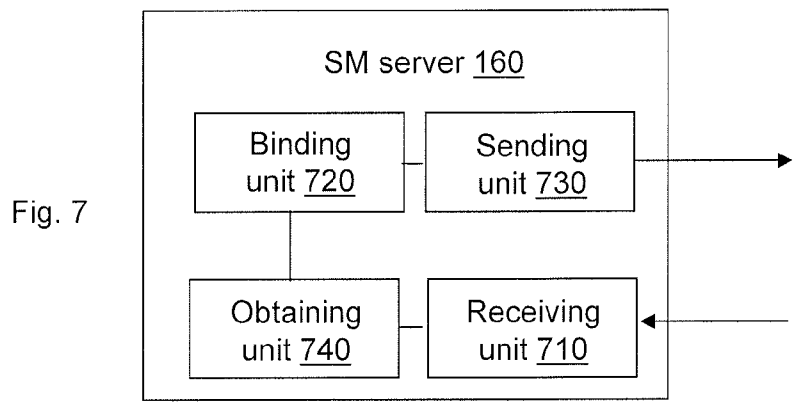 SM server 160
Binding
unit 720
Sending
unit 730
Fig. 7
Obtaining
unit 740
Receiving
unit 710